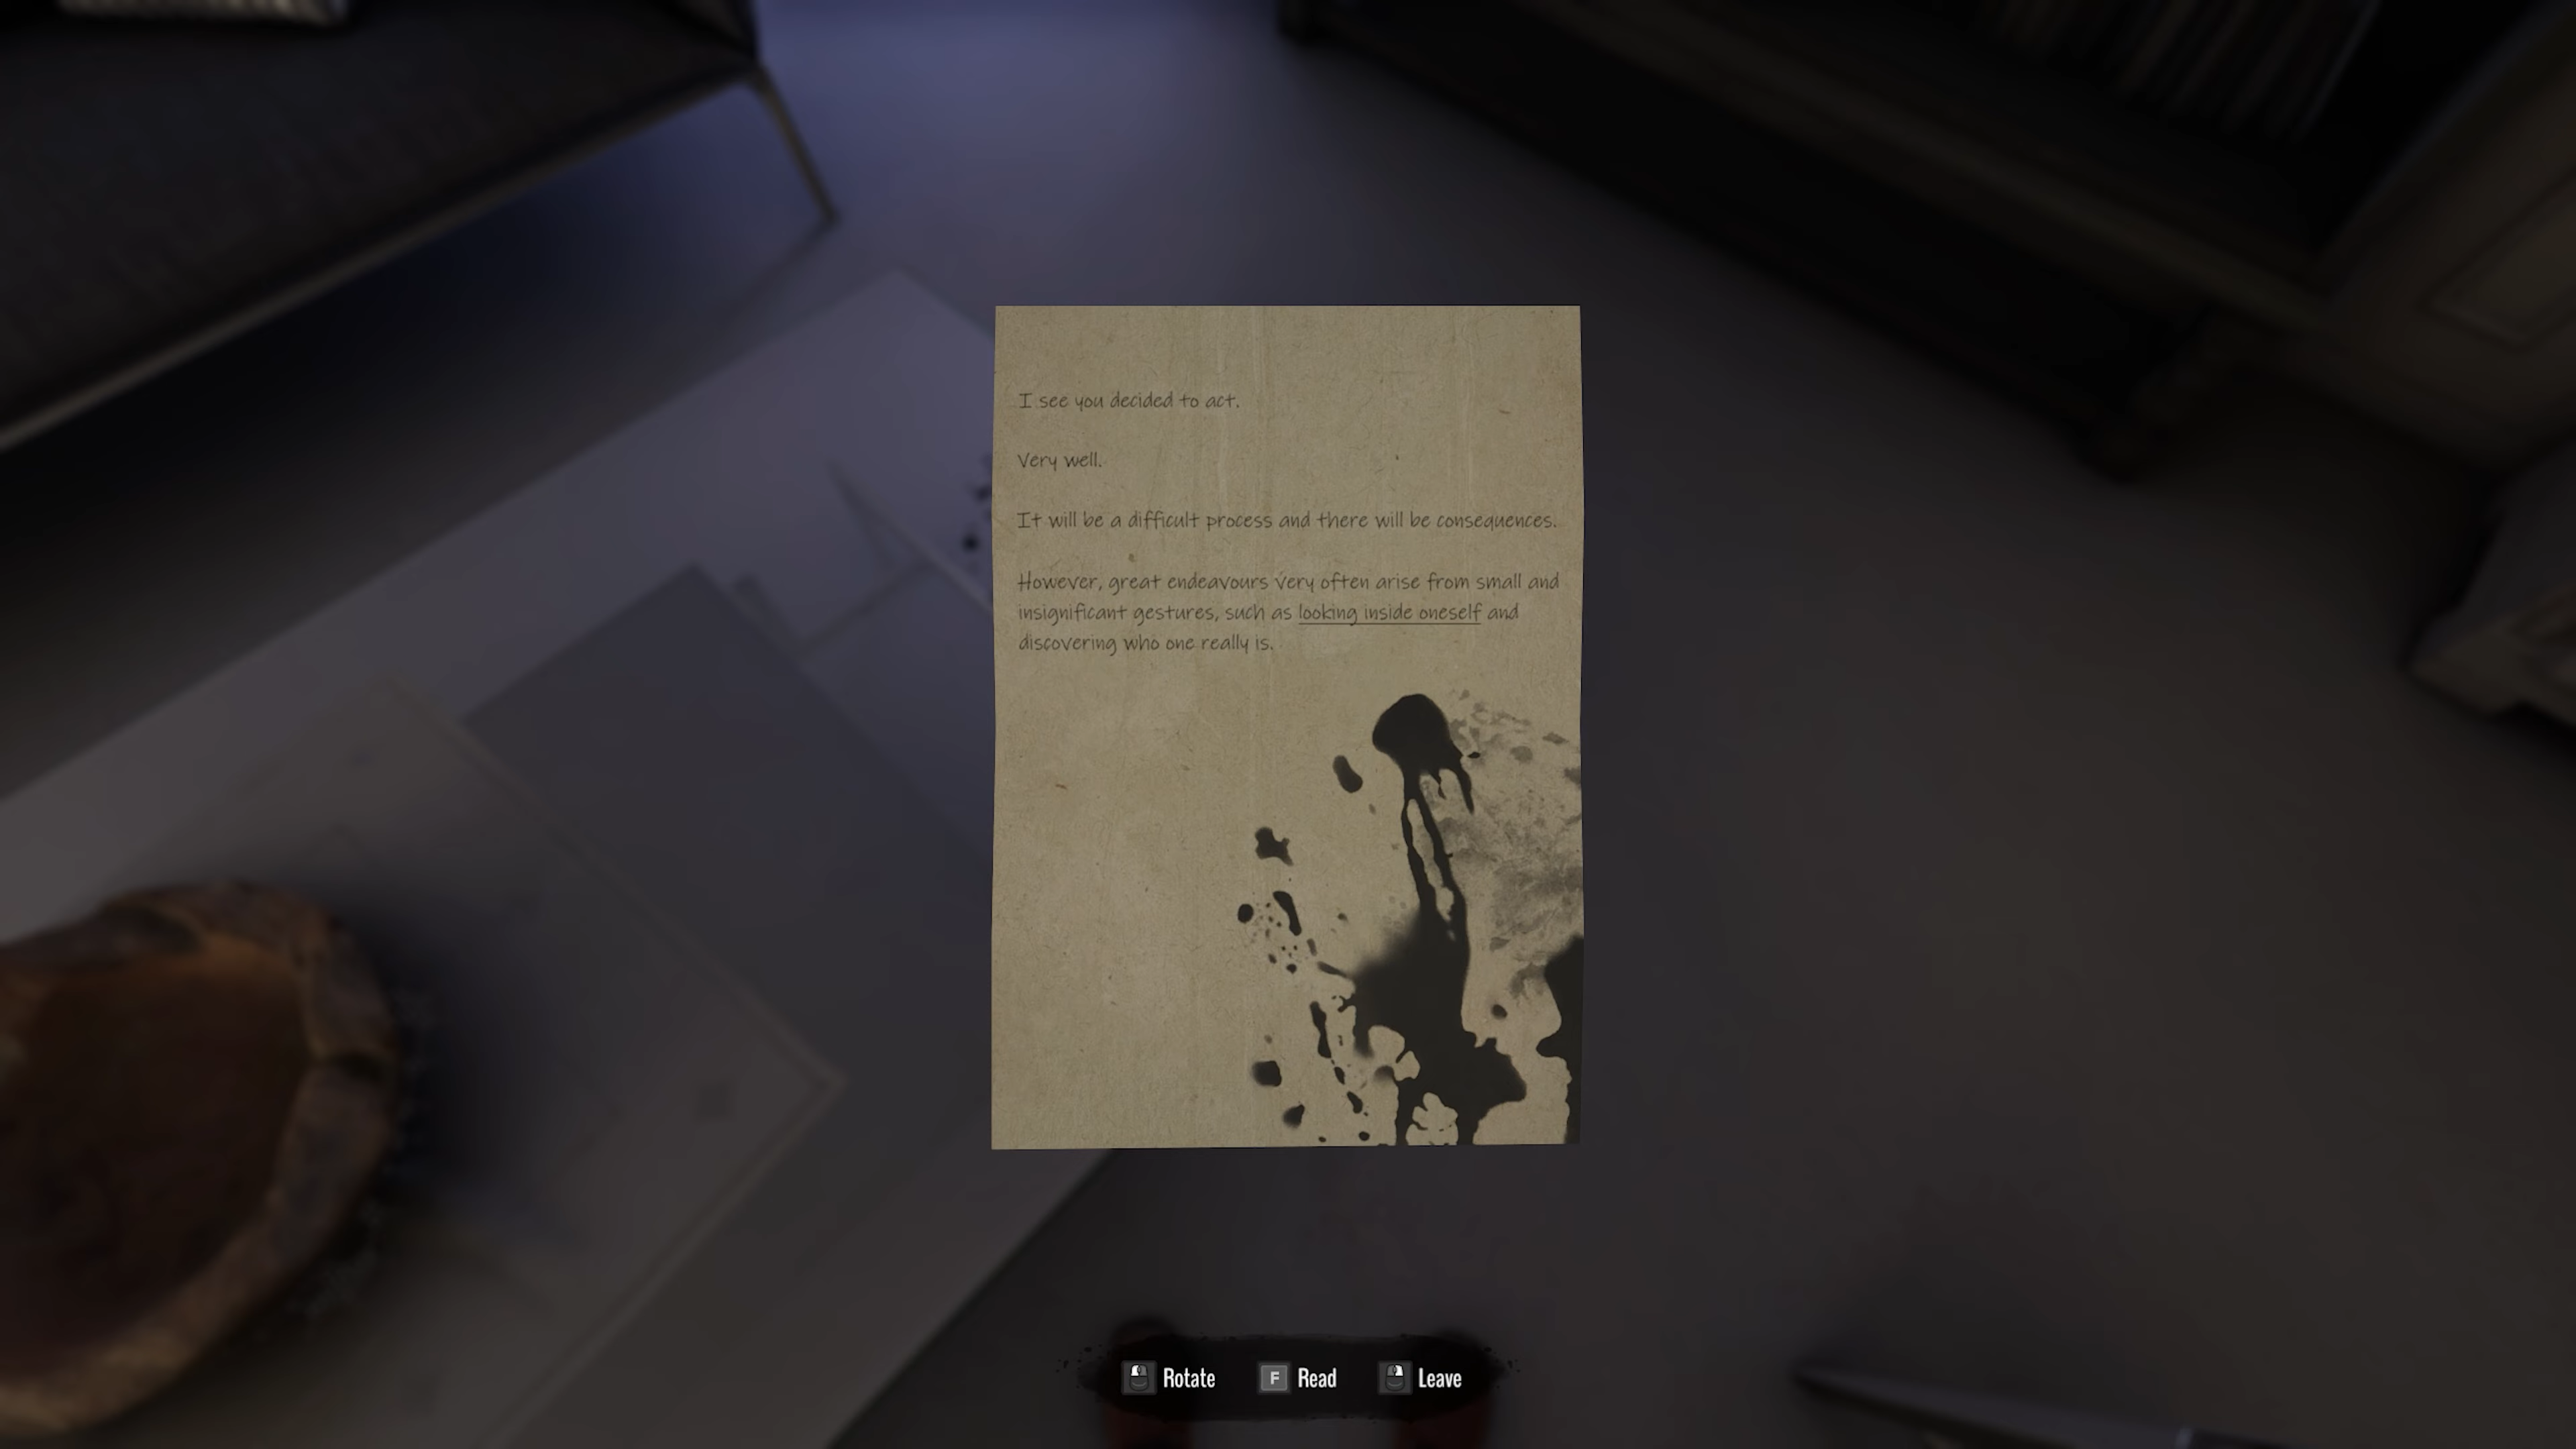 I see you decided to act.
Very well.
It will be a difficult process and there will be consequences.
However, great endeavours very often arise from small and
insignificant gestures, such as looking inside oneself and
discovering who one really is.
Rotate F Read Leave